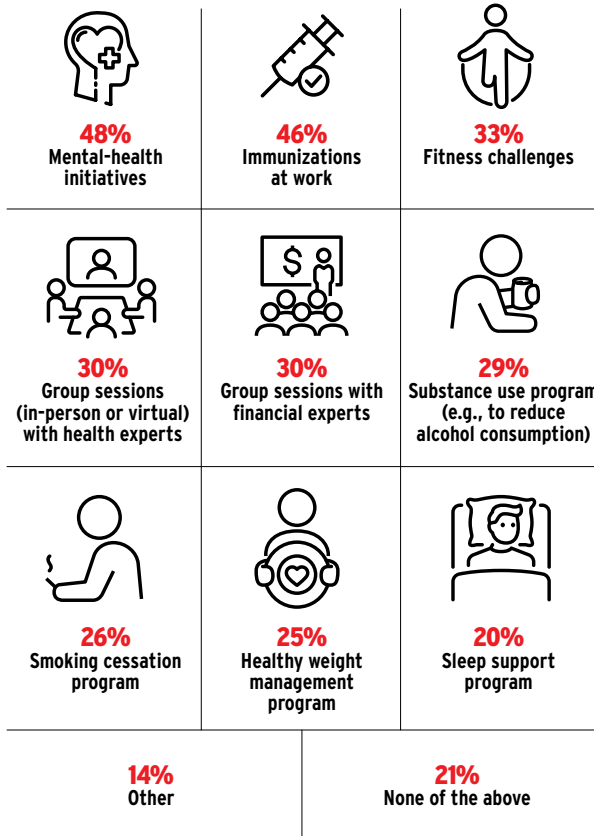 48%
Mental-health
initiatives
46%
Immunizations
at work
33%
Fitness challenges
$
30%
Group sessions
(in-person or virtual)
with health experts
30%
Group sessions with
financial experts
29%
Substance use program
(e.g., to reduce
alcohol consumption)
26%
Smoking cessation
program
25%
Healthy weight
management
program
20%
Sleep support
program
14%
Other
21%
None of the above